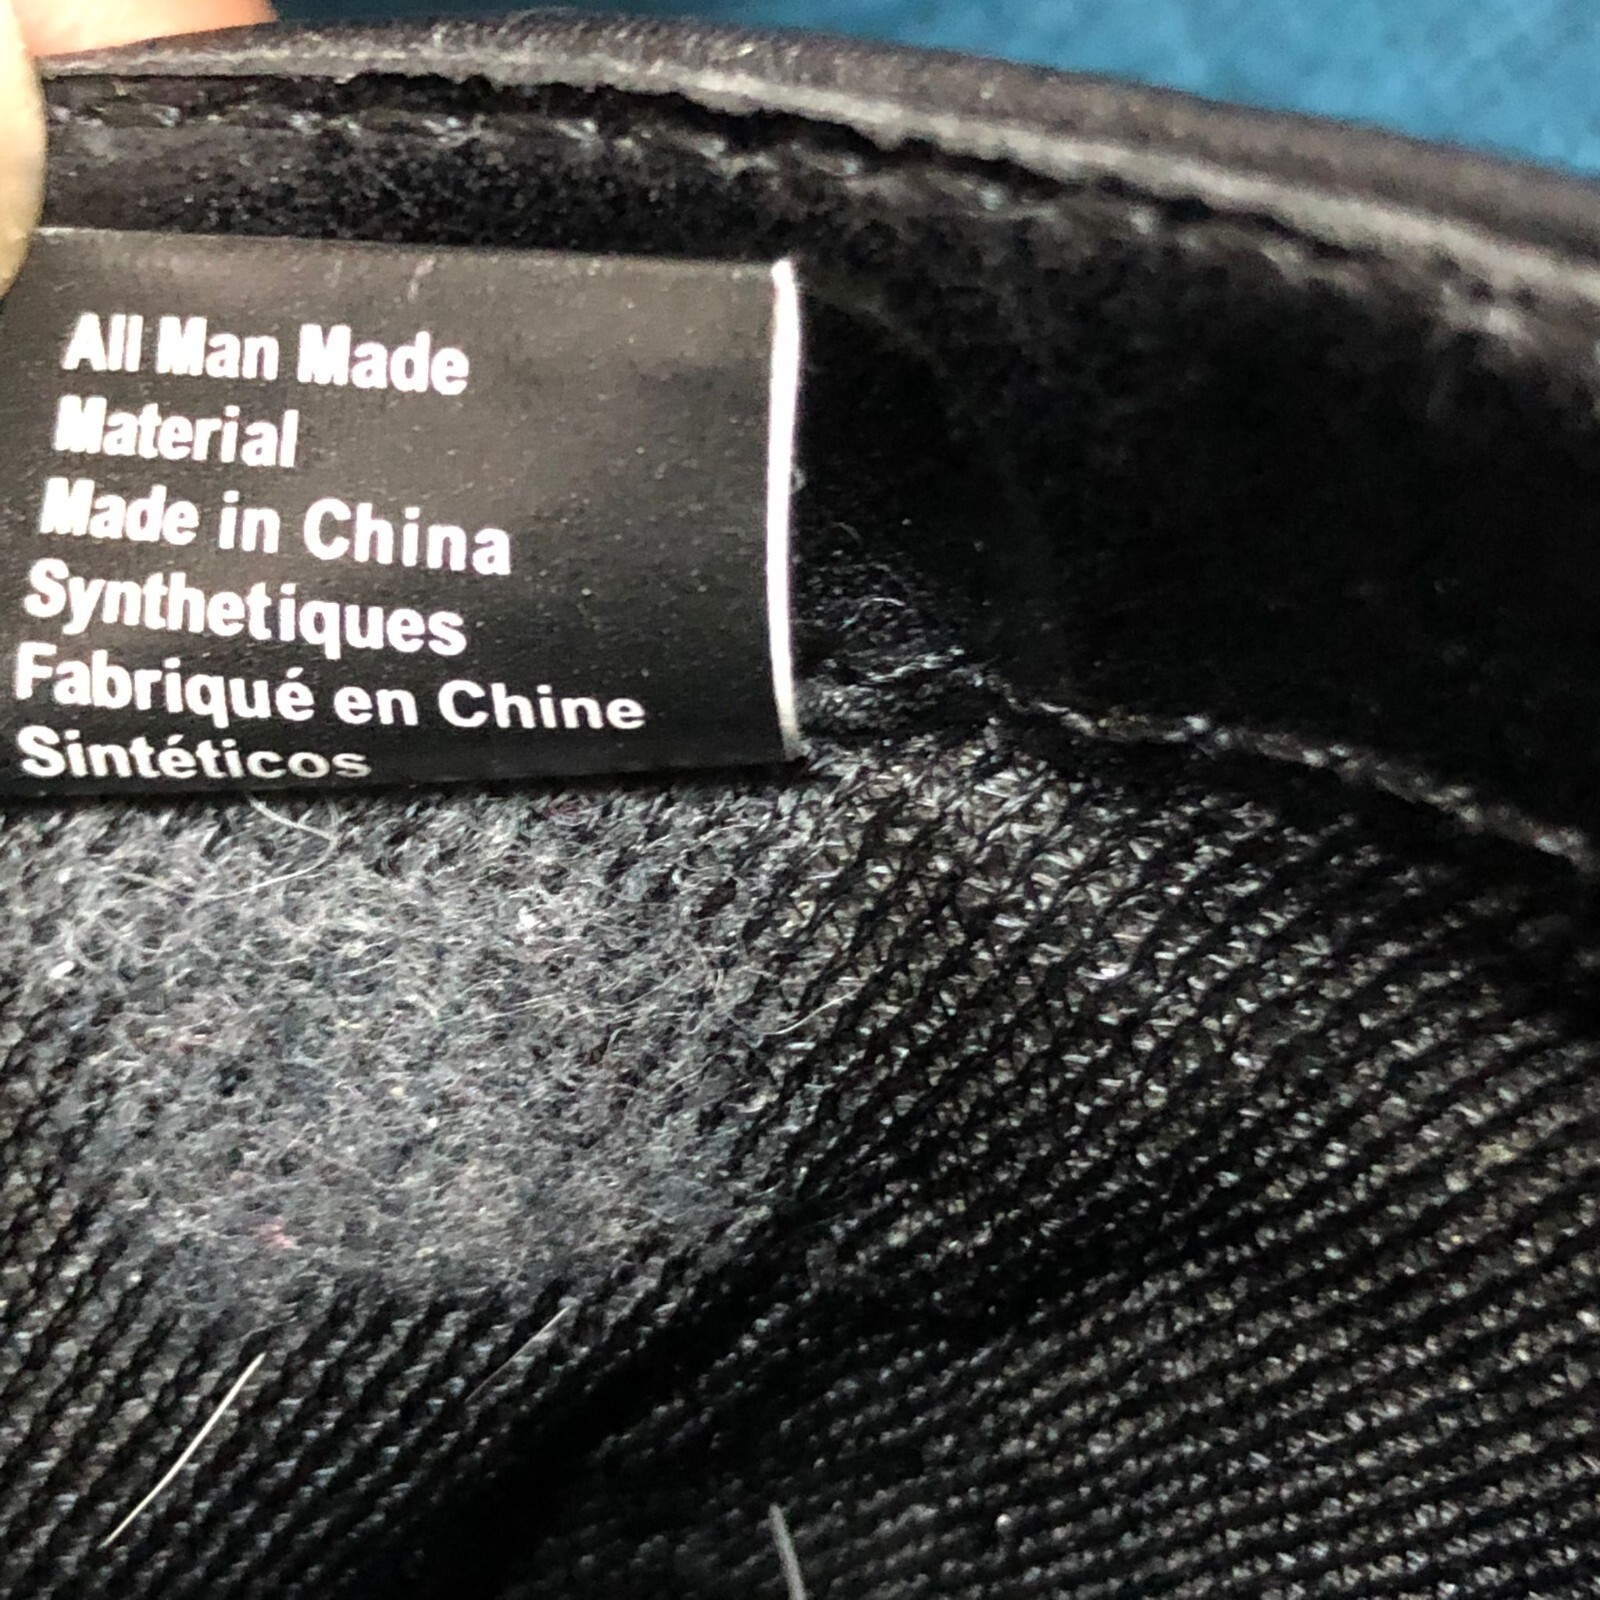 All Man Made
Material
Made in China
Synthetiques
Fabriqué en Chine
Sintéticos